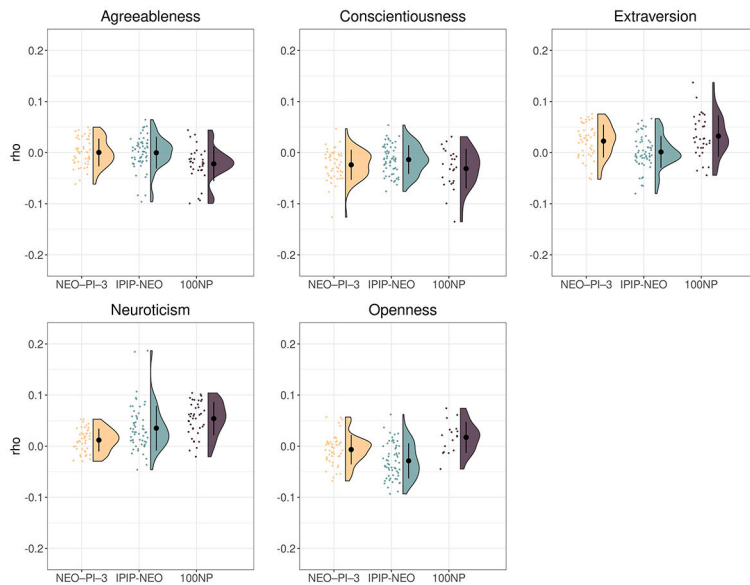 Agreeableness
Conscientiousness
Extraversion
rho
0.2
0.1
0.0
-0.1
-0.2
NEO–PI–3 IPIP-NEO 100NP
0.2
0.1
0.0
-0.1
-0.2
NEO–PI–3 IPIP-NEO 100NP
0.2
0.1
0.0
-0.1
-0.2
NEO–PI–3 IPIP-NEO 100NP
Neuroticism
Openness
rho
0.2
0.1
0.0
-0.1
-0.2
NEO–PI–3 IPIP-NEO 100NP
0.2
0.1
0.0
-0.1
-0.2
NEO–PI–3 IPIP-NEO 100NP